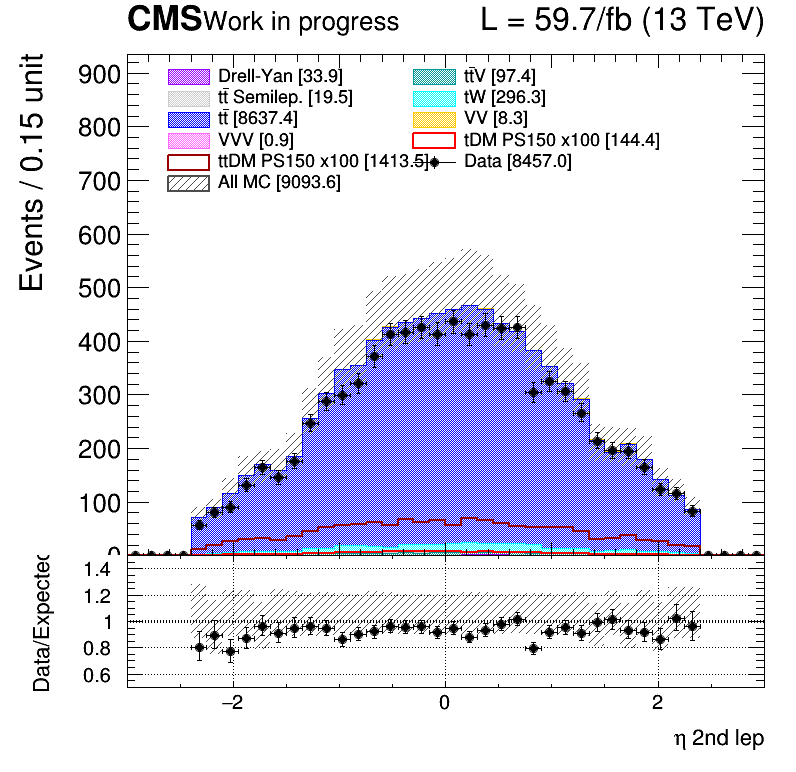 CMS Work in progress L = 59.7/fb (13 TeV)
Events / 0.15 unit
900
800
700
600
500
400
300
200
100
0
Drell-Yan [33.9] tt̄V [97.4]
tt̄ Semilep. [19.5] tW [296.3]
tt̄ [8637.4] VV [8.3]
VVV [0.9] tDM PS150 x100 [144.4]
ttDM PS150 x100 [1413.5] Data [8457.0]
All MC [9093.6]
Data/Expected
1.4
1.2
1
0.8
0.6
−2 0 2
η 2nd lep